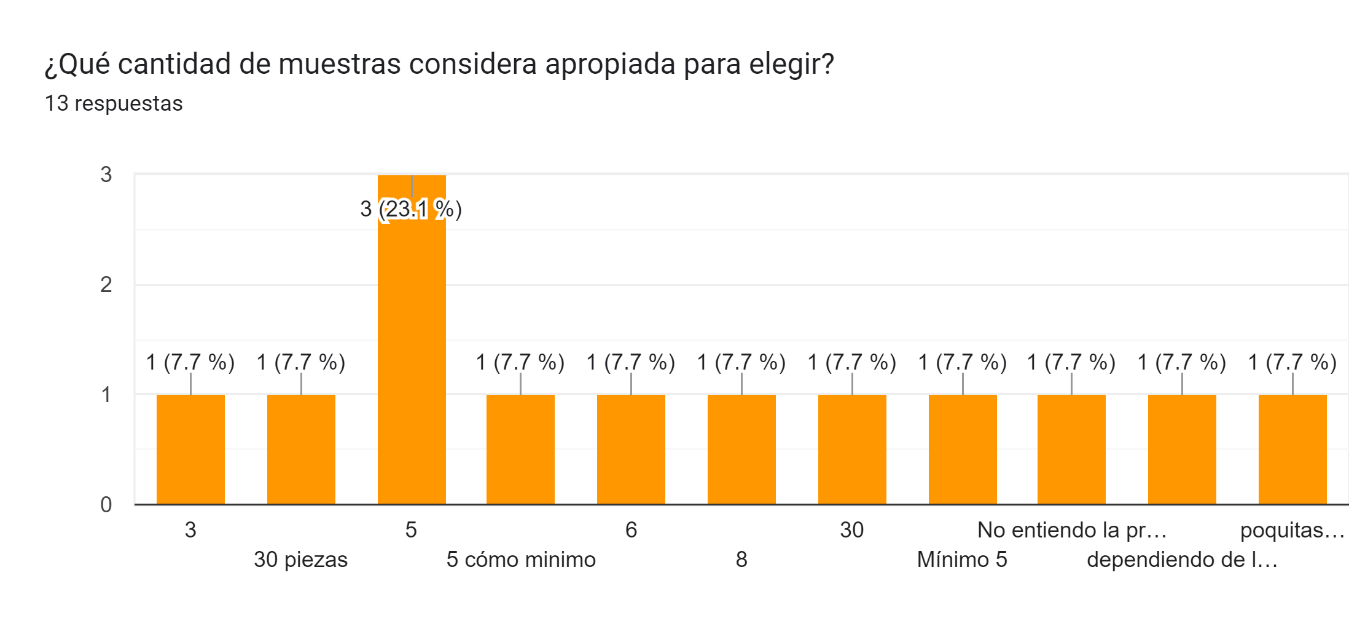 ¿Qué cantidad de muestras considera apropiada para elegir?
13 respuestas
3
3 (23.1 %)
2
1 (7.7 %) 1 (7.7 %) 1 (7.7 %) 1 (7.7 %) 1 (7.7 %) 1 (7.7 %) 1 (7.7 %) 1 (7.7 %) 1 (7.7 %) 1 (7.7 %)
1
0
3 5 6 30 No entiendo la pr… poquitas…
30 piezas 5 cómo minimo 8 Mínimo 5 dependiendo de l…